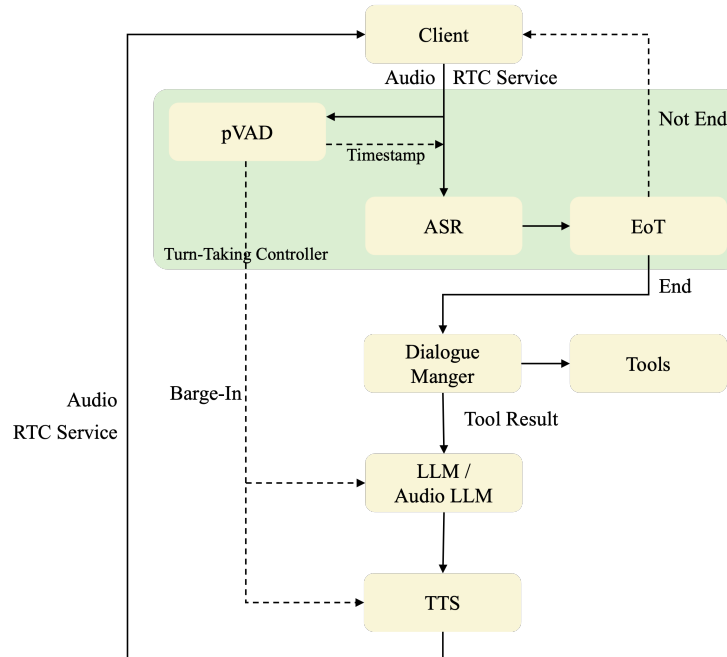 Client
Audio
RTC Service
pVAD
Not End
Timestamp
ASR
EoT
Turn-Taking Controller
End
Dialogue
Manger
Tools
Barge-In
Audio
RTC Service
Tool Result
LLM /
Audio LLM
TTS